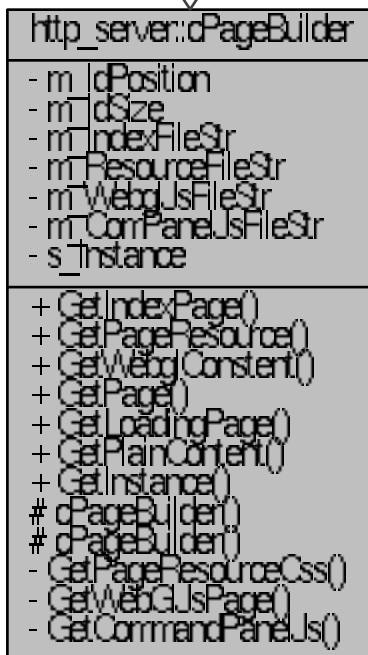 http_server::cPageBuilder
- m_IdPosition
- m_IdSize
- m_IndexFileStr
- m_ResourceFileStr
- m_WebglJsFileStr
- m_ComPanelJsFileStr
- s_Instance
+ GetIndexPage()
+ GetPageResource()
+ GetWebglConstent()
+ GetPage()
+ GetLoadingPage()
+ GetPlainContent()
+ GetInstance()
# cPageBuilder()
# cPageBuilder()
- GetPageResourceCss()
- GetWebGlJsPage()
- GetCommandPanelJs()